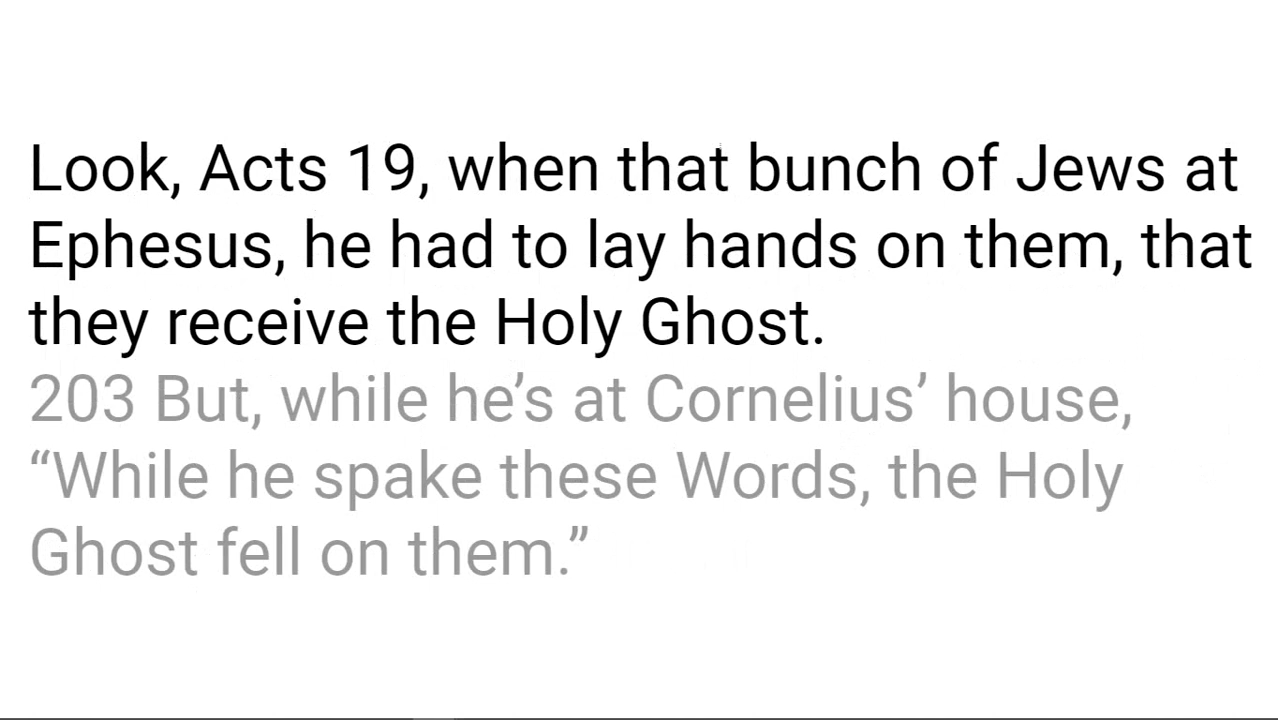 Look, Acts 19, when that bunch of Jews at
Ephesus, he had to lay hands on them, that
they receive the Holy Ghost.
203 But, while he’s at Cornelius’ house,
“While he spake these Words, the Holy
Ghost fell on them.”